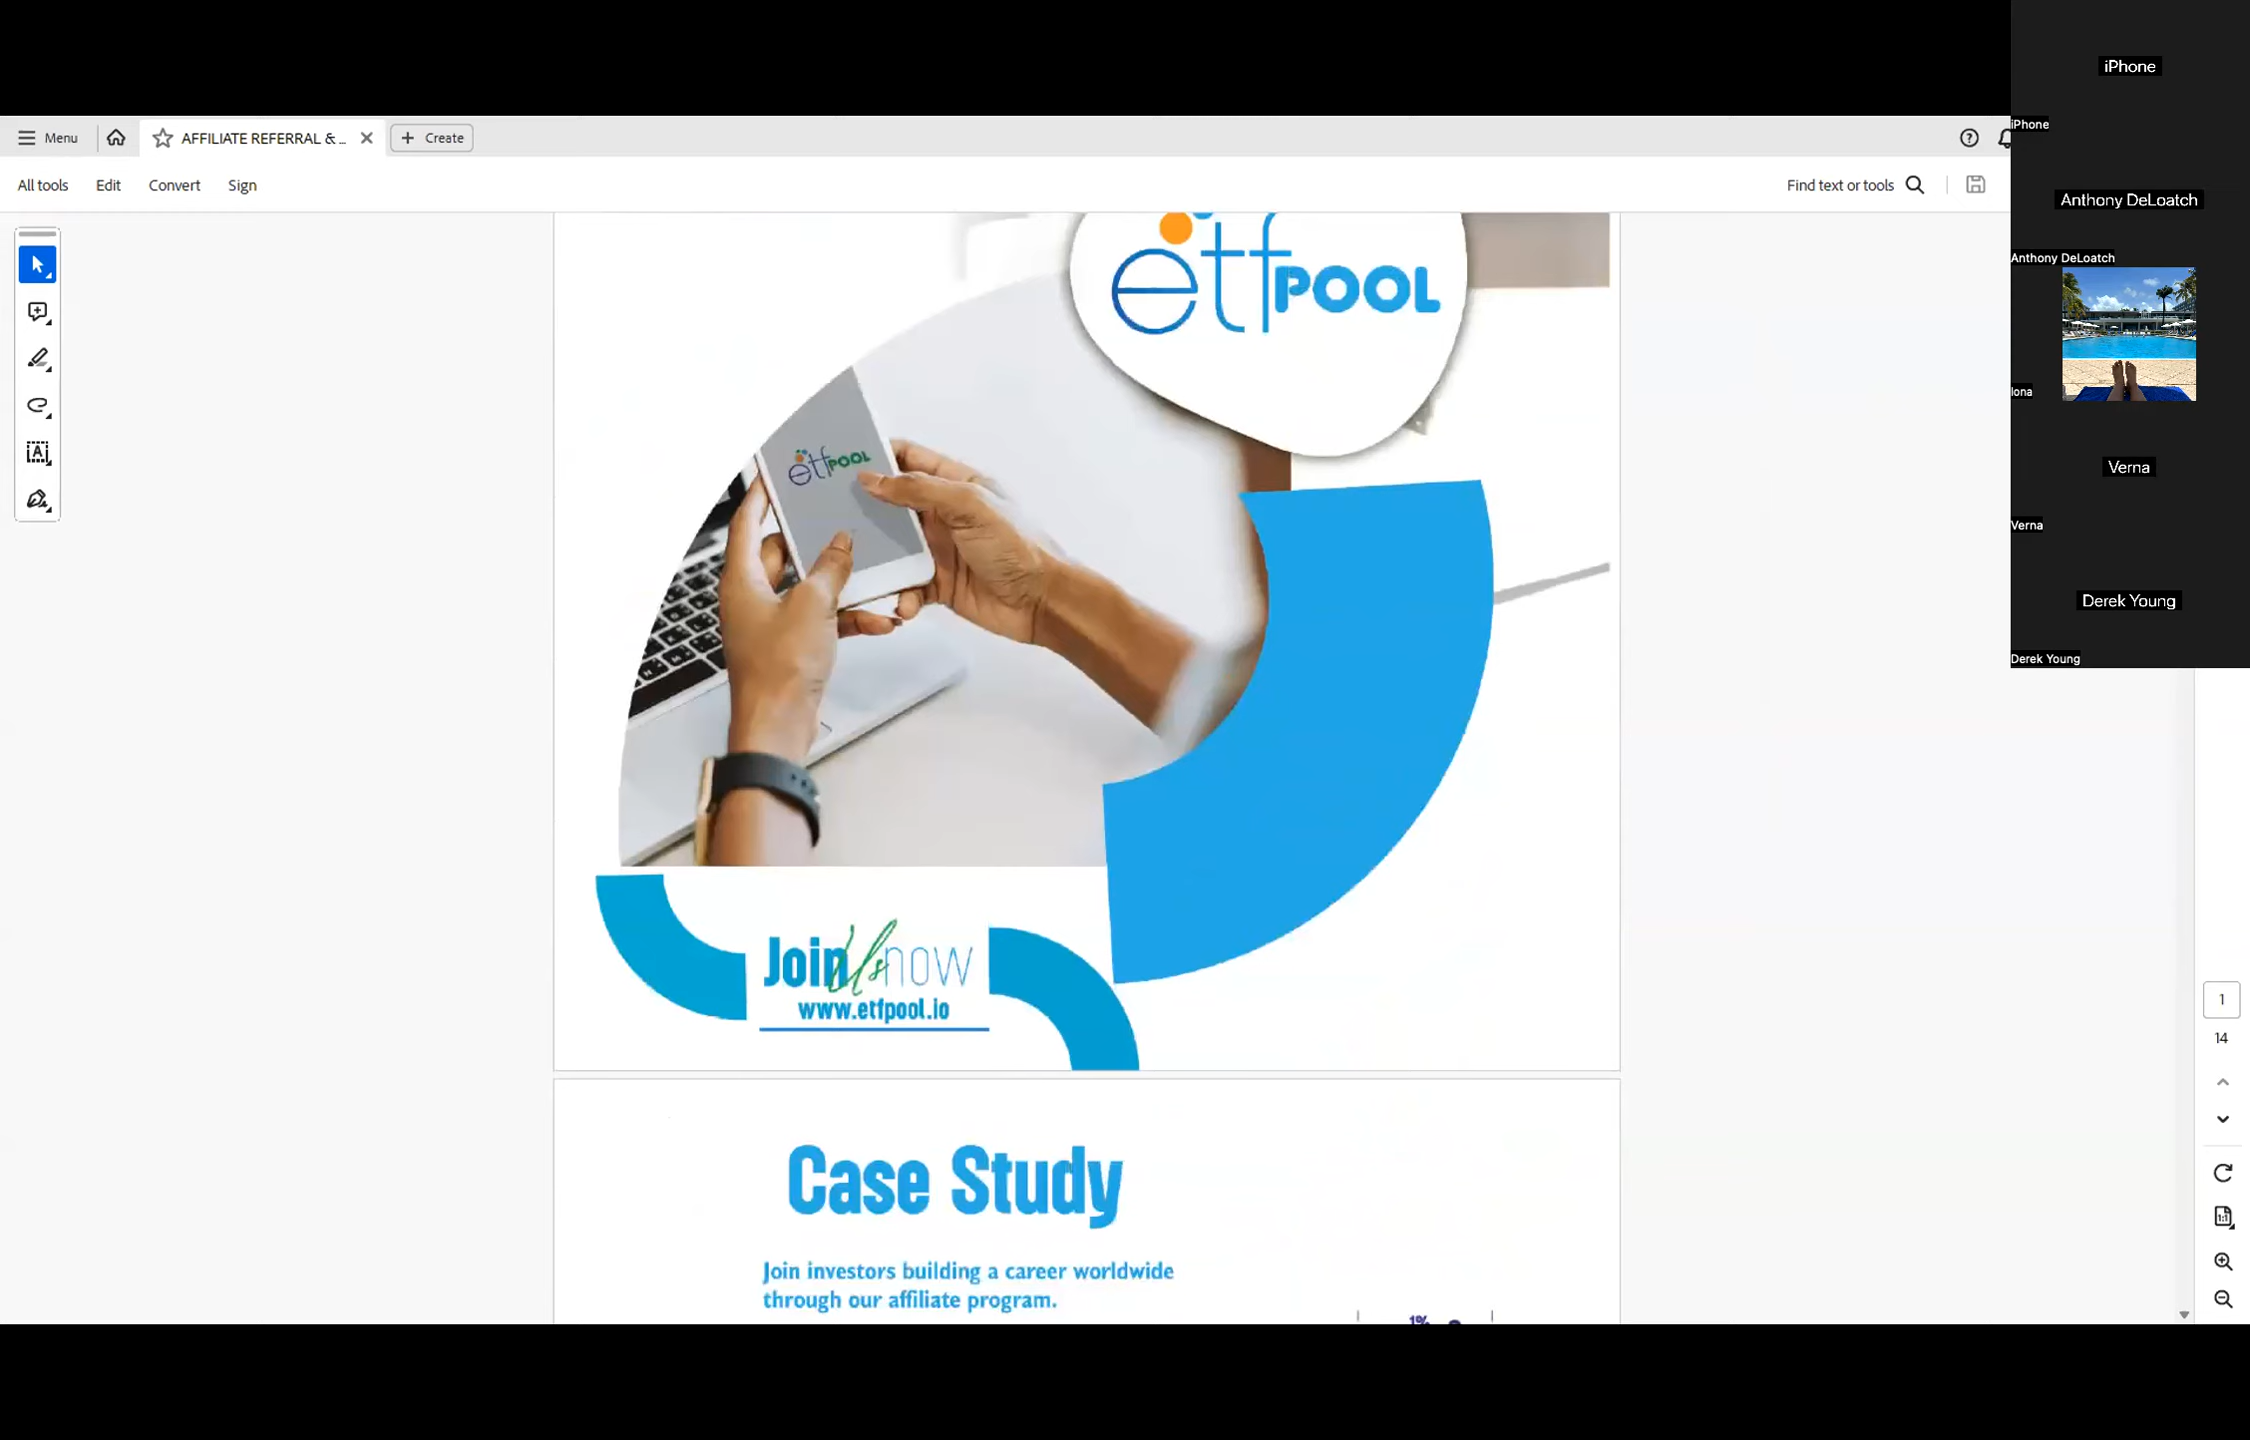 iPhone
iPhone
Menu
AFFILIATE REFERRAL & ...
Create
All tools
Edit
Convert
Sign
Find text or tools
Anthony DeLoatch
Anthony DeLoatch
etfPOOL
Iona
etfPOOL
Verna
Verna
Derek Young
Derek Young
Join Us now
www.etfpool.io
1
14
Case Study
Join investors building a career worldwide
through our affiliate program.
1%